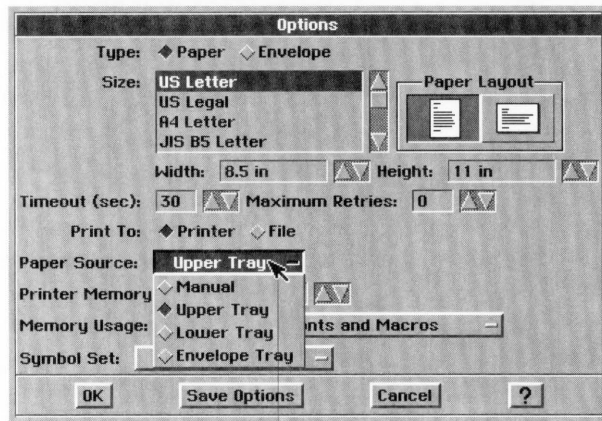 Options
Type: Paper Envelope
Size: US Letter
US Legal
A4 Letter
JIS B5 Letter
Paper Layout
Width: 8.5 in Height: 11 in
Timeout (sec): 30 Maximum Retries: 0
Print To: Printer File
Paper Source: Upper Tray
Manual
Printer Memory
Upper Tray
Memory Usage: nts and Macros
Lower Tray
Symbol Set:
Envelope Tray
OK Save Options Cancel ?